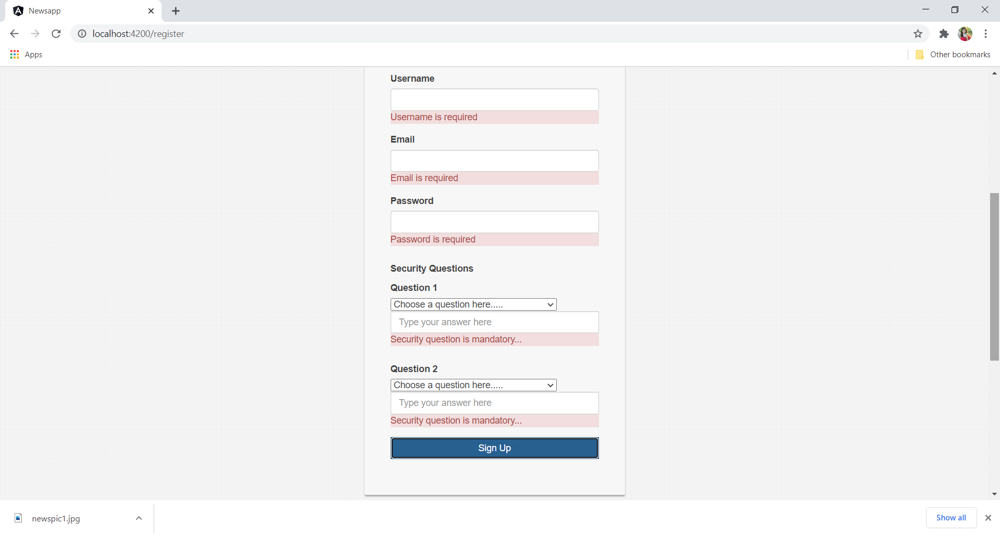 Newsapp
localhost:4200/register
Apps
Other bookmarks
Username
Username is required
Email
Email is required
Password
Password is required
Security Questions
Question 1
Choose a question here.....
Type your answer here
Security question is mandatory...
Question 2
Choose a question here.....
Type your answer here
Security question is mandatory...
Sign Up
newspic1.jpg
Show all